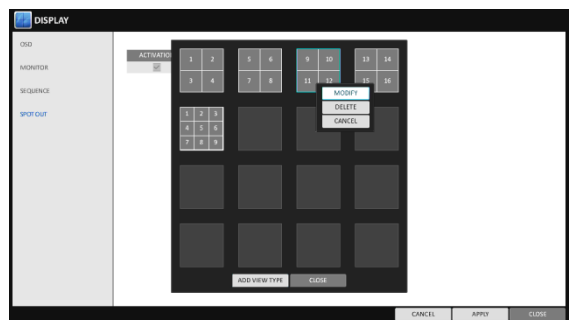 DISPLAY
OSD
MONITOR
SEQUENCE
SPOT OUT
ACTIVATION
1 2
3 4
5 6
7 8
9 10
11 12
13 14
15 16
MODIFY
DELETE
CANCEL
1 2 3
4 5 6
7 8 9
ADD VIEW TYPE
CLOSE
CANCEL
APPLY
CLOSE